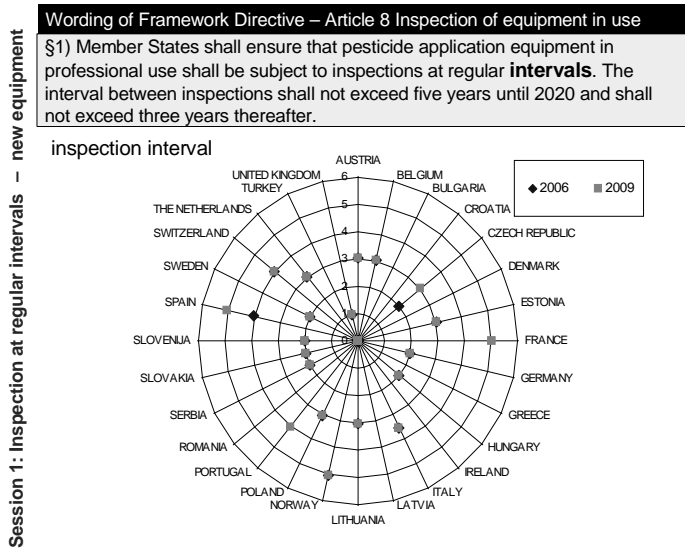 Wording of Framework Directive – Article 8 Inspection of equipment in use
§1) Member States shall ensure that pesticide application equipment in
professional use shall be subject to inspections at regular intervals. The
interval between inspections shall not exceed five years until 2020 and shall
not exceed three years thereafter.
Session 1: Inspection at regular intervals – new equipment
inspection interval
2006
2009
AUSTRIA
BELGIUM
BULGARIA
CROATIA
CZECH REPUBLIC
DENMARK
ESTONIA
FRANCE
GERMANY
GREECE
HUNGARY
IRELAND
ITALY
LATVIA
LITHUANIA
NORWAY
POLAND
PORTUGAL
ROMANIA
SERBIA
SLOVAKIA
SLOVENIJA
SPAIN
SWEDEN
SWITZERLAND
THE NETHERLANDS
TURKEY
UNITED KINGDOM
6
5
4
3
2
1
0